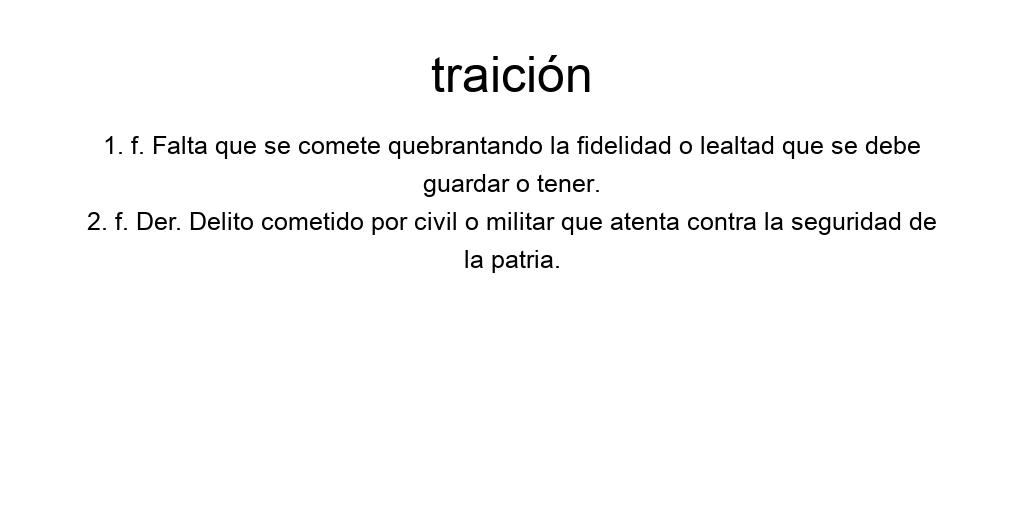 traición
1. f. Falta que se comete quebrantando la fidelidad o lealtad que se debe
guardar o tener.
2. f. Der. Delito cometido por civil o militar que atenta contra la seguridad de
la patria.